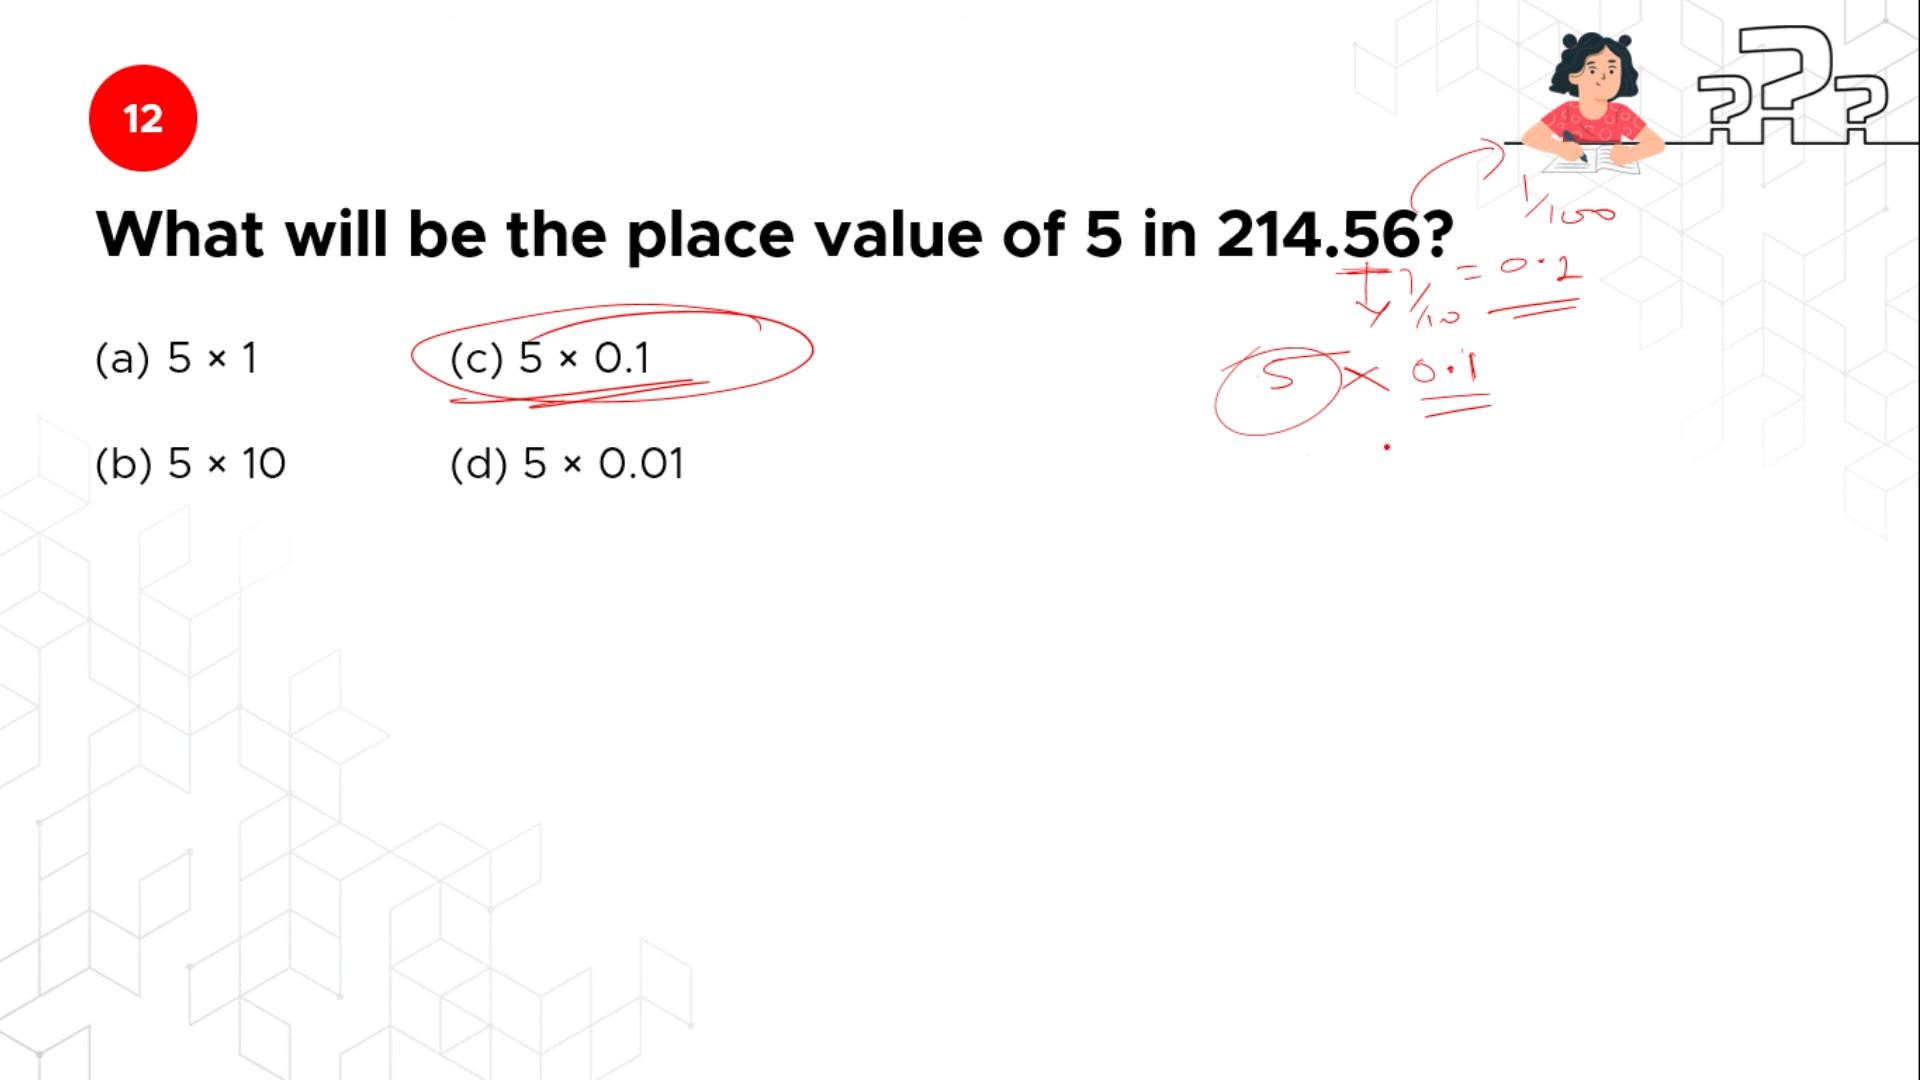 12
1/100
What will be the place value of 5 in 214.56?
1/10 = 0.1
(a) 5 × 1
(c) 5 × 0.1
5 × 0.1
(b) 5 × 10
(d) 5 × 0.01
???